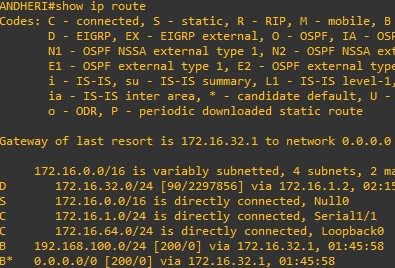 ANDHERI#show ip route
Codes: C - connected, S - static, R - RIP, M - mobile, B
D - EIGRP, EX - EIGRP external, O - OSPF, IA - OSP
N1 - OSPF NSSA external type 1, N2 - OSPF NSSA ext
E1 - OSPF external type 1, E2 - OSPF external type
i - IS-IS, su - IS-IS summary, L1 - IS-IS level-1,
ia - IS-IS inter area, * - candidate default, U -
o - ODR, P - periodic downloaded static route
Gateway of last resort is 172.16.32.1 to network 0.0.0.0
172.16.0.0/16 is variably subnetted, 4 subnets, 2 ma
D 172.16.32.0/24 [90/2297856] via 172.16.1.2, 02:15
S 172.16.0.0/16 is directly connected, Null0
C 172.16.1.0/24 is directly connected, Serial1/1
C 172.16.64.0/24 is directly connected, Loopback0
B 192.168.100.0/24 [200/0] via 172.16.32.1, 01:45:58
B* 0.0.0.0/0 [200/0] via 172.16.32.1, 01:45:58